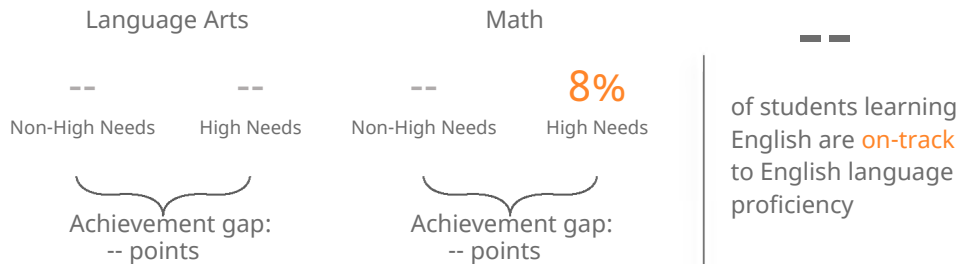 Language Arts
-- --
Non-High Needs High Needs
Achievement gap:
-- points
Math
-- 8%
Non-High Needs High Needs
Achievement gap:
-- points
--
of students learning
English are on-track
to English language
proficiency